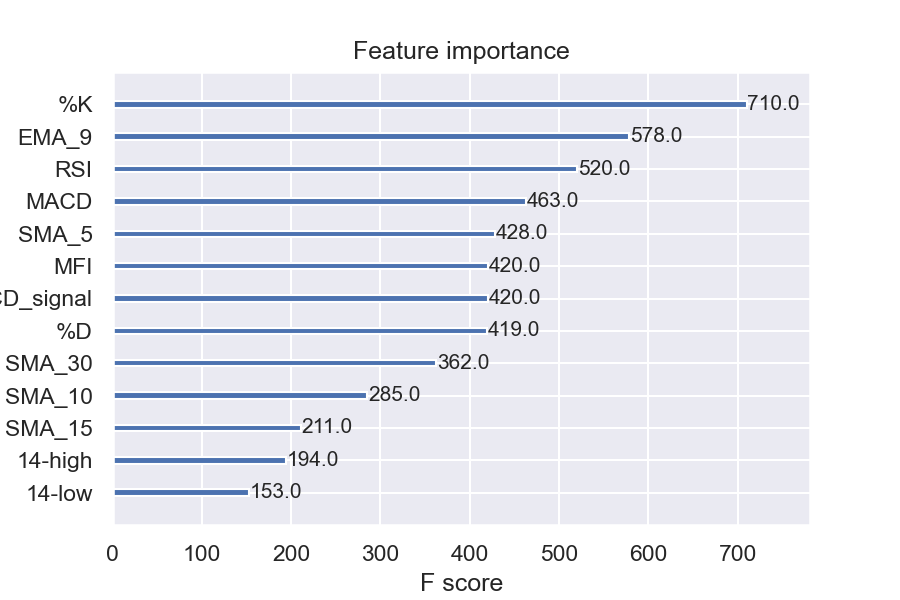 Feature importance
%K 710.0
EMA_9 578.0
RSI 520.0
MACD 463.0
SMA_5 428.0
MFI 420.0
CD_signal 420.0
%D 419.0
SMA_30 362.0
SMA_10 285.0
SMA_15 211.0
14-high 194.0
14-low 153.0
0 100 200 300 400 500 600 700
F score